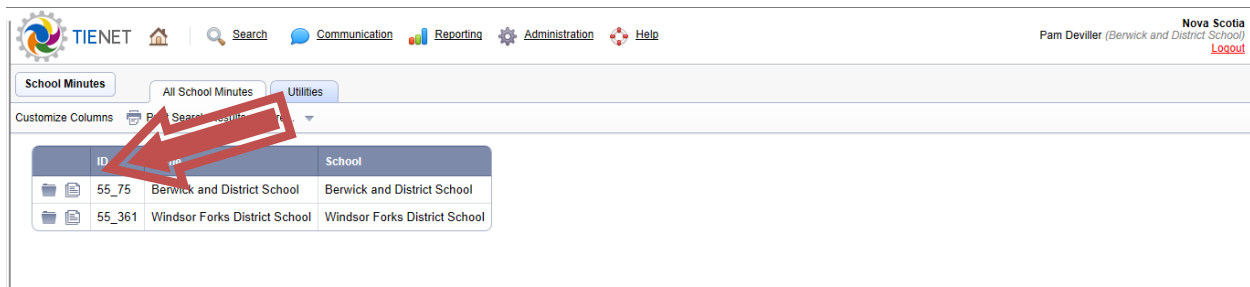 Nova Scotia
TIENET Search Communication Reporting Administration Help
Pam Deviller (Berwick and District School)
Logout
School Minutes All School Minutes Utilities
Customize Columns Search
ID School
55_75 Berwick and District School Berwick and District School
55_361 Windsor Forks District School Windsor Forks District School